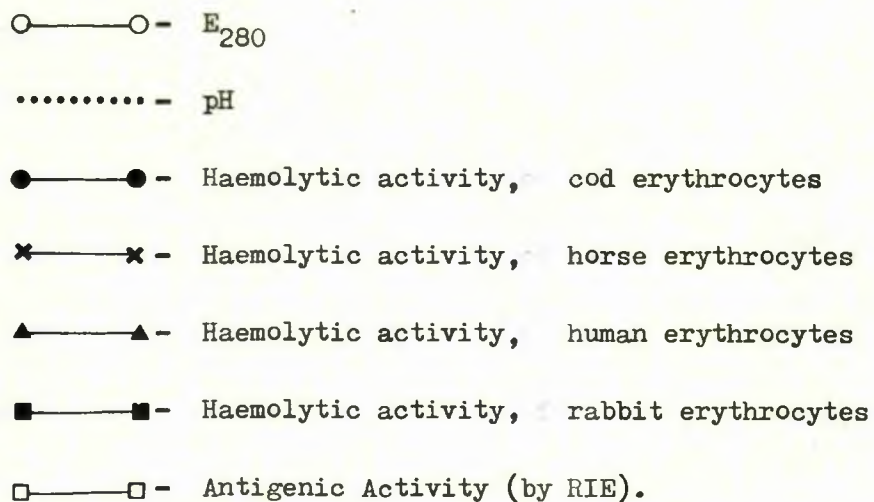 - E280
- pH
- Haemolytic activity, cod erythrocytes
- Haemolytic activity, horse erythrocytes
- Haemolytic activity, human erythrocytes
- Haemolytic activity, rabbit erythrocytes
- Antigenic Activity (by RIE).